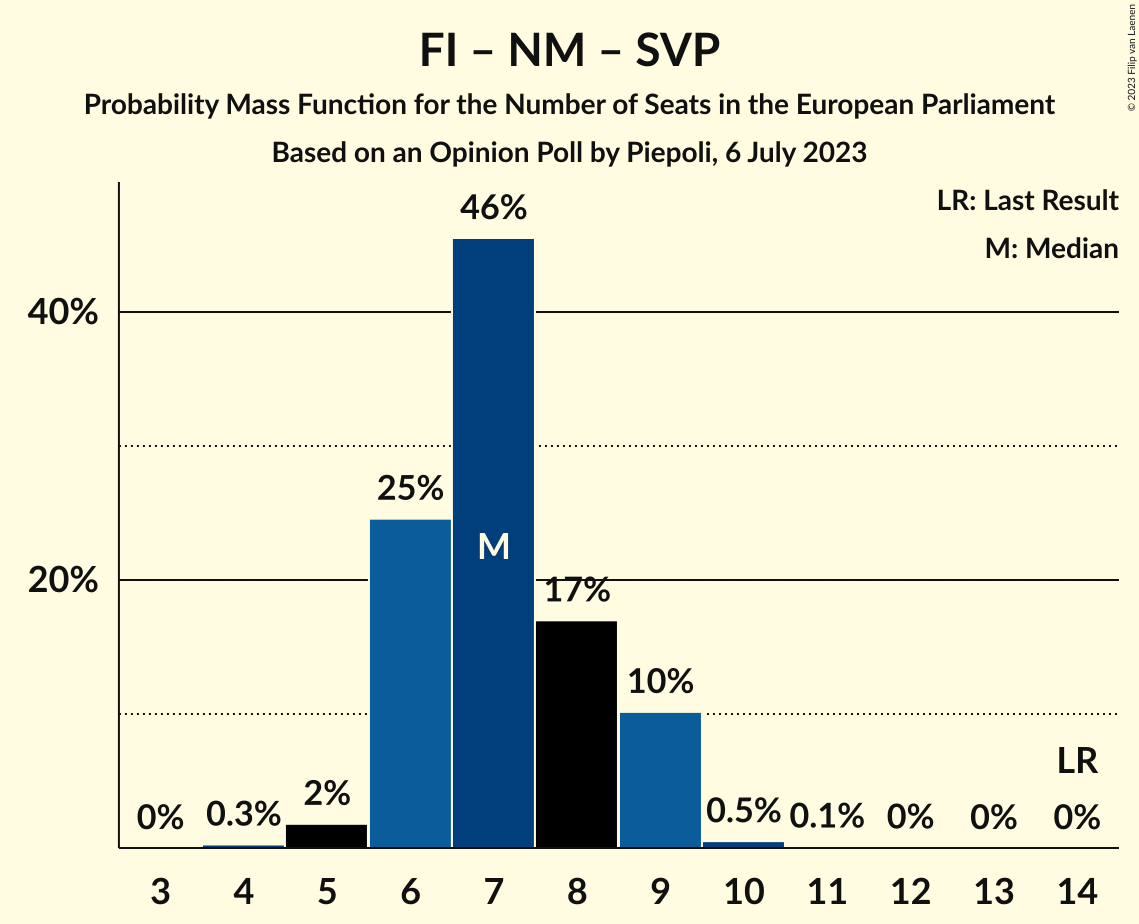 FI – NM – SVP
Probability Mass Function for the Number of Seats in the European Parliament
Based on an Opinion Poll by Piepoli, 6 July 2023
© 2023 Filip van Laenen
LR: Last Result
M: Median
40%
20%
0%
0.3%
2%
25%
46%
M
17%
10%
0.5%
0.1%
0%
0%
LR
0%
3 4 5 6 7 8 9 10 11 12 13 14